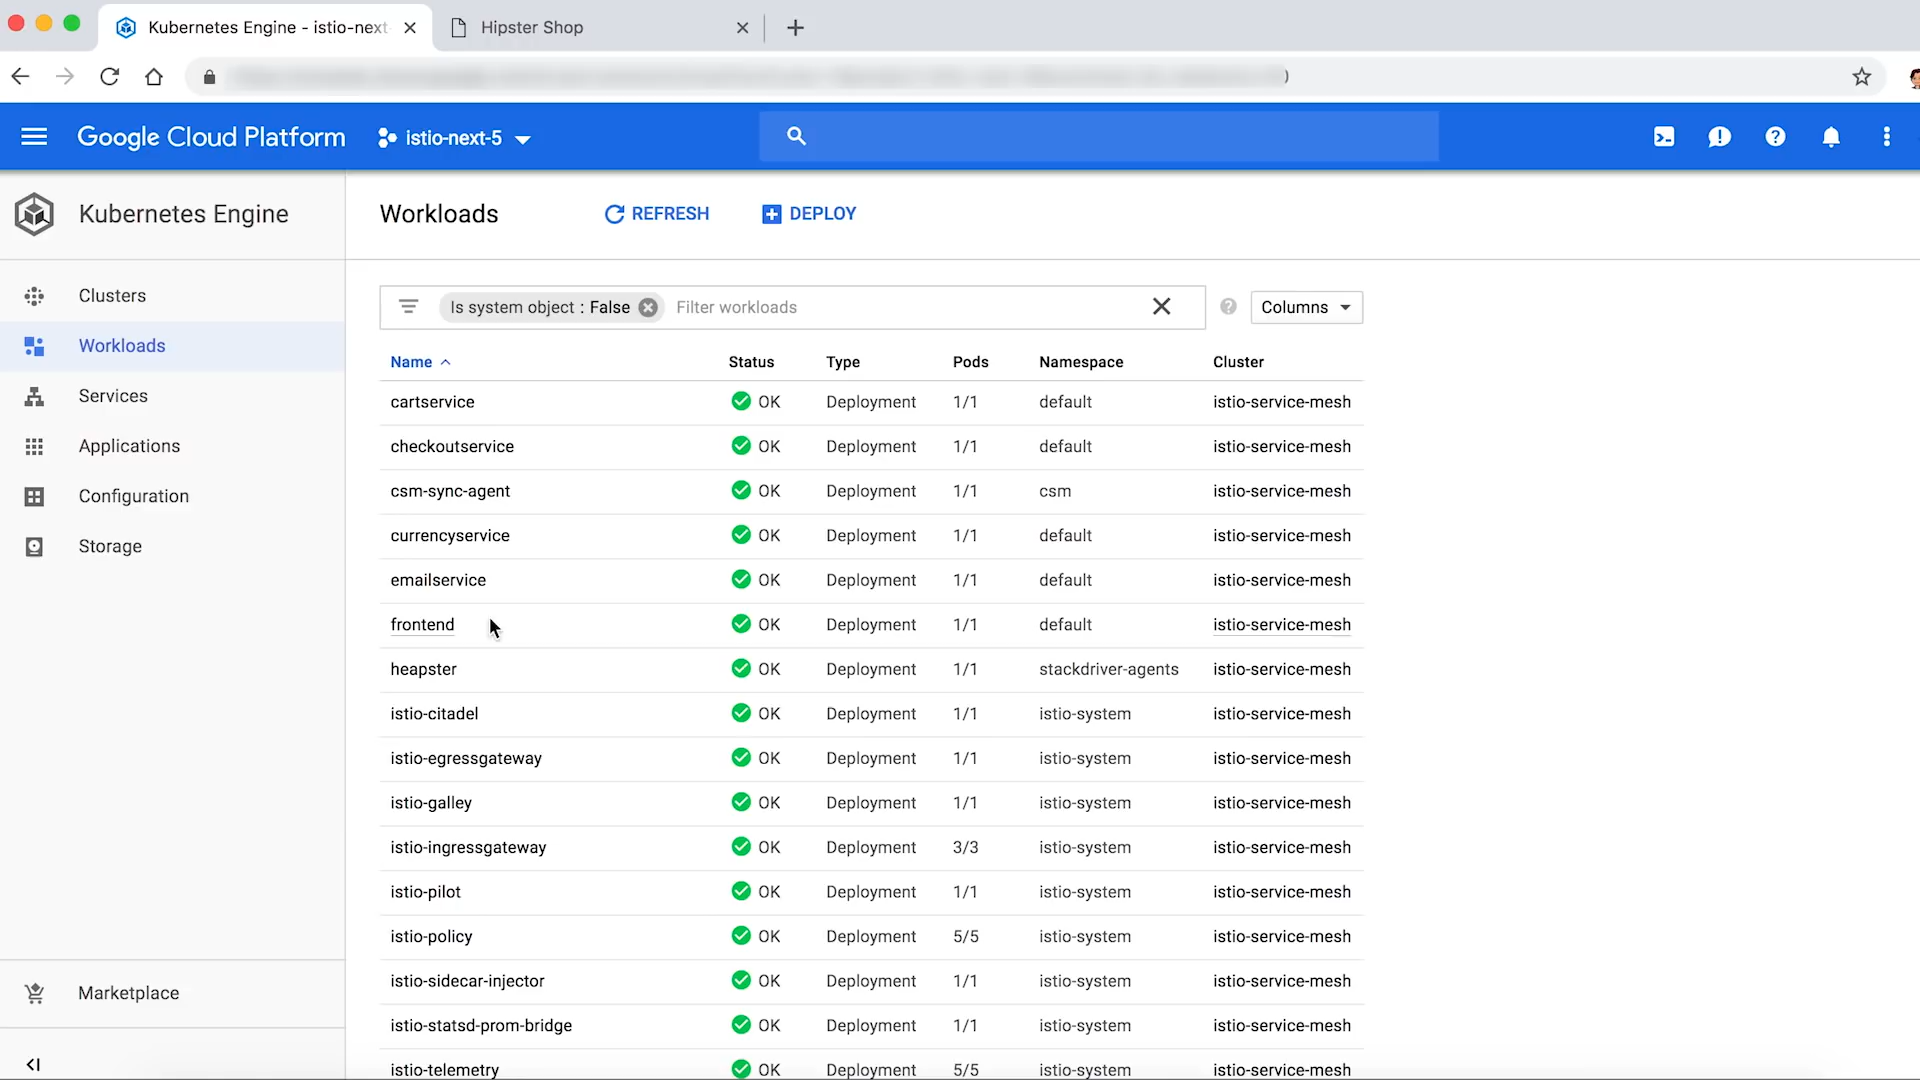 Kubernetes Engine - istio-next-
Hipster Shop
Google Cloud Platform
istio-next-5
Kubernetes Engine
Workloads
REFRESH
DEPLOY
Clusters
Workloads
Services
Applications
Configuration
Storage
Marketplace
Is system object : False
Filter workloads
Columns
Name Status Type Pods Namespace Cluster
cartservice OK Deployment 1/1 default istio-service-mesh
checkoutservice OK Deployment 1/1 default istio-service-mesh
csm-sync-agent OK Deployment 1/1 csm istio-service-mesh
currencyservice OK Deployment 1/1 default istio-service-mesh
emailservice OK Deployment 1/1 default istio-service-mesh
frontend OK Deployment 1/1 default istio-service-mesh
heapster OK Deployment 1/1 stackdriver-agents istio-service-mesh
istio-citadel OK Deployment 1/1 istio-system istio-service-mesh
istio-egressgateway OK Deployment 1/1 istio-system istio-service-mesh
istio-galley OK Deployment 1/1 istio-system istio-service-mesh
istio-ingressgateway OK Deployment 3/3 istio-system istio-service-mesh
istio-pilot OK Deployment 1/1 istio-system istio-service-mesh
istio-policy OK Deployment 5/5 istio-system istio-service-mesh
istio-sidecar-injector OK Deployment 1/1 istio-system istio-service-mesh
istio-statsd-prom-bridge OK Deployment 1/1 istio-system istio-service-mesh
istio-telemetry OK Deployment 5/5 istio-system istio-service-mesh